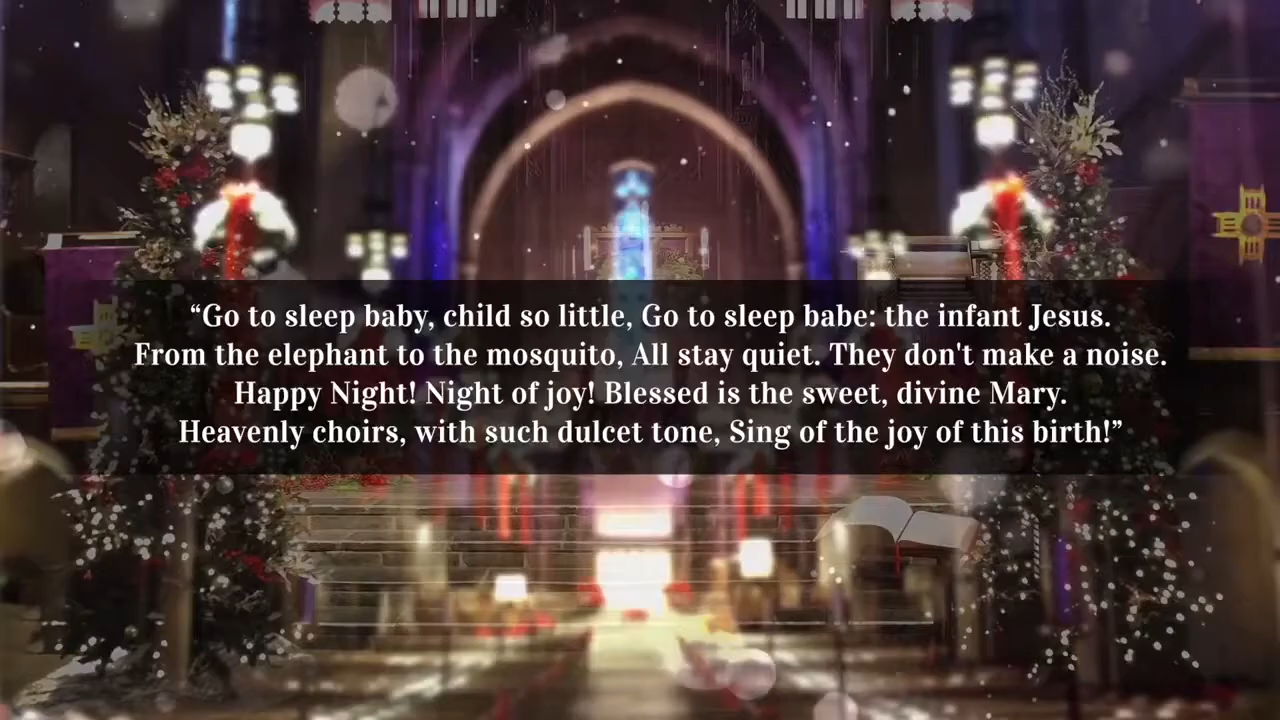 “Go to sleep baby, child so little, Go to sleep babe: the infant Jesus.
From the elephant to the mosquito, All stay quiet. They don't make a noise.
Happy Night! Night of joy! Blessed is the sweet, divine Mary.
Heavenly choirs, with such dulcet tone, Sing of the joy of this birth!”